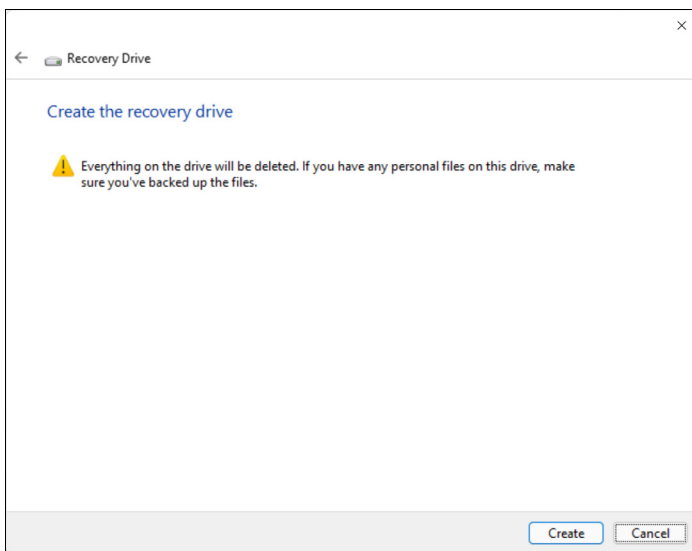 Recovery Drive
Create the recovery drive
Everything on the drive will be deleted. If you have any personal files on this drive, make
sure you've backed up the files.
Create
Cancel